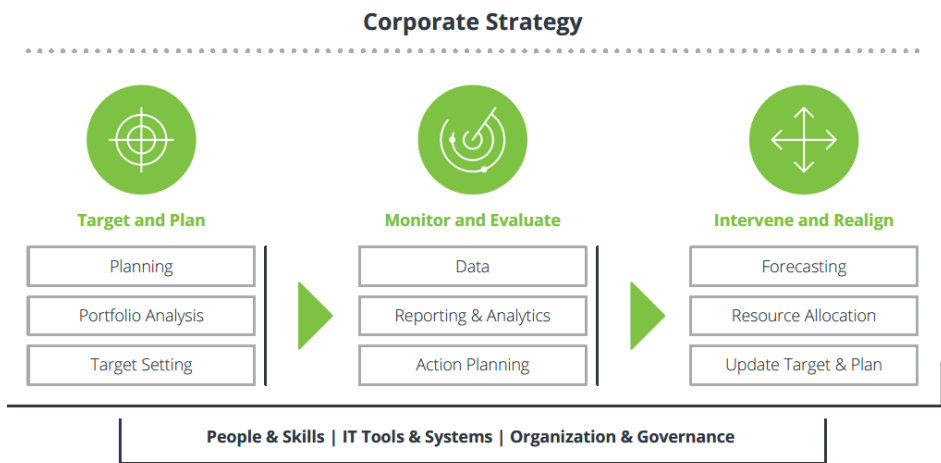 Corporate Strategy
Target and Plan
Planning
Portfolio Analysis
Target Setting
Monitor and Evaluate
Data
Reporting & Analytics
Action Planning
Intervene and Realign
Forecasting
Resource Allocation
Update Target & Plan
People & Skills | IT Tools & Systems | Organization & Governance